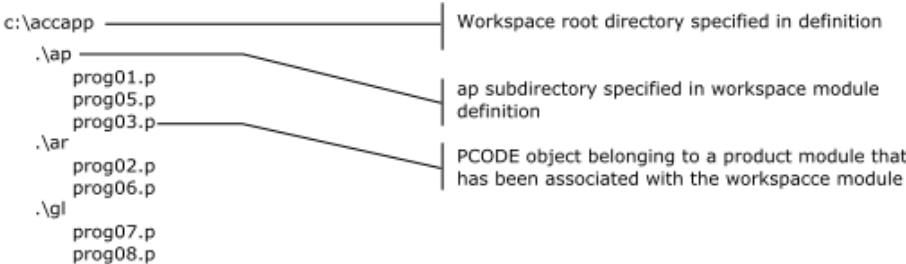 c:\accapp
Workspace root directory specified in definition
.\ap
prog01.p
prog05.p
prog03.p
ap subdirectory specified in workspace module
definition
.\ar
prog02.p
prog06.p
PCODE object belonging to a product module that
has been associated with the workspacce module
.\gl
prog07.p
prog08.p